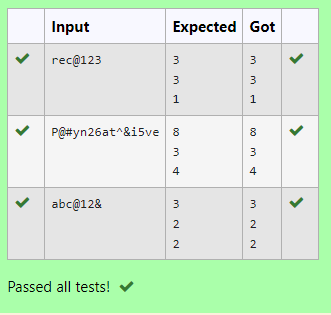 Input Expected Got
rec@123 3 3
3 3
1 1
P@#yn26at^&i5ve 8 8
3 3
4 4
abc@12& 3 3
2 2
2 2
Passed all tests!